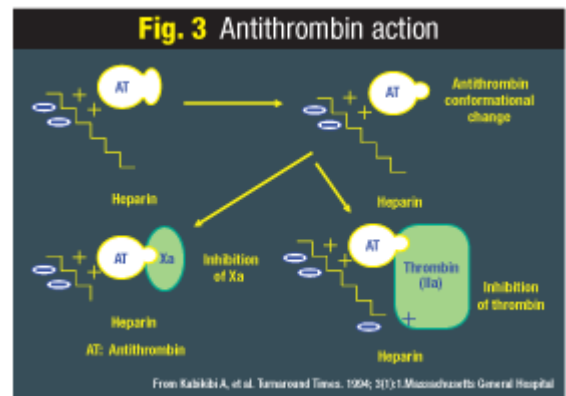 Fig. 3 Antithrombin action
AT
Antithrombin
conformational
change
AT
Heparin
Heparin
AT
Xa
Inhibition
of Xa
AT
Thrombin
(IIa)
Inhibition
of thrombin
Heparin
AT: Antithrombin
Heparin
From Kabikibi A, et al. Turnaround Times. 1994; 3(1):1.Massachusetts General Hospital